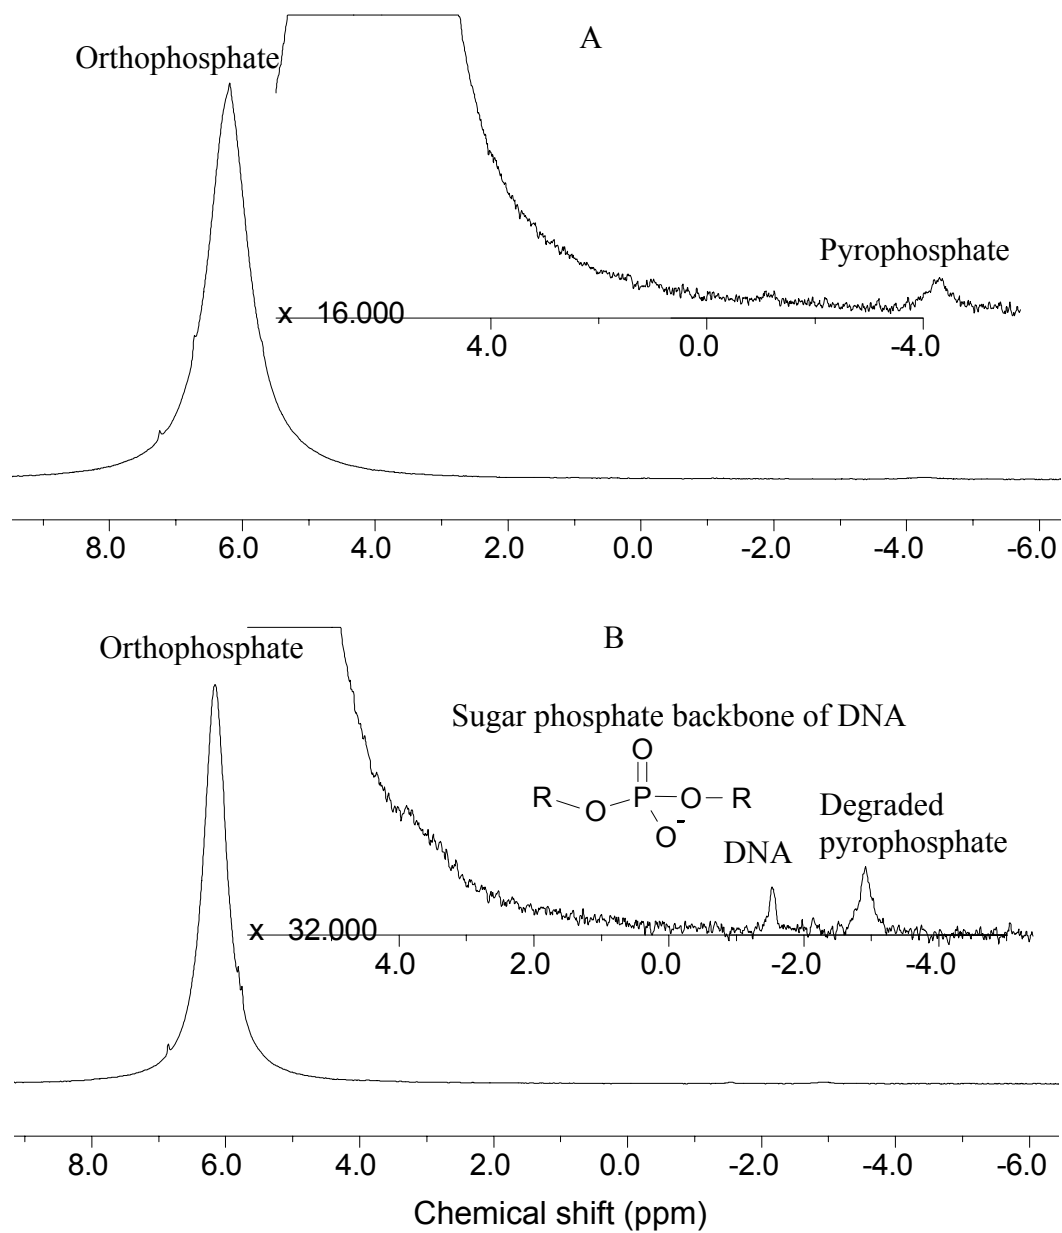 A
Orthophosphate
Pyrophosphate
x 16.000
4.0 0.0 -4.0
8.0 6.0 4.0 2.0 0.0 -2.0 -4.0 -6.0
B
Orthophosphate
Sugar phosphate backbone of DNA
O
R O P O R
O-
Degraded
pyrophosphate
DNA
x 32.000
4.0 2.0 0.0 -2.0 -4.0
8.0 6.0 4.0 2.0 0.0 -2.0 -4.0 -6.0
Chemical shift (ppm)